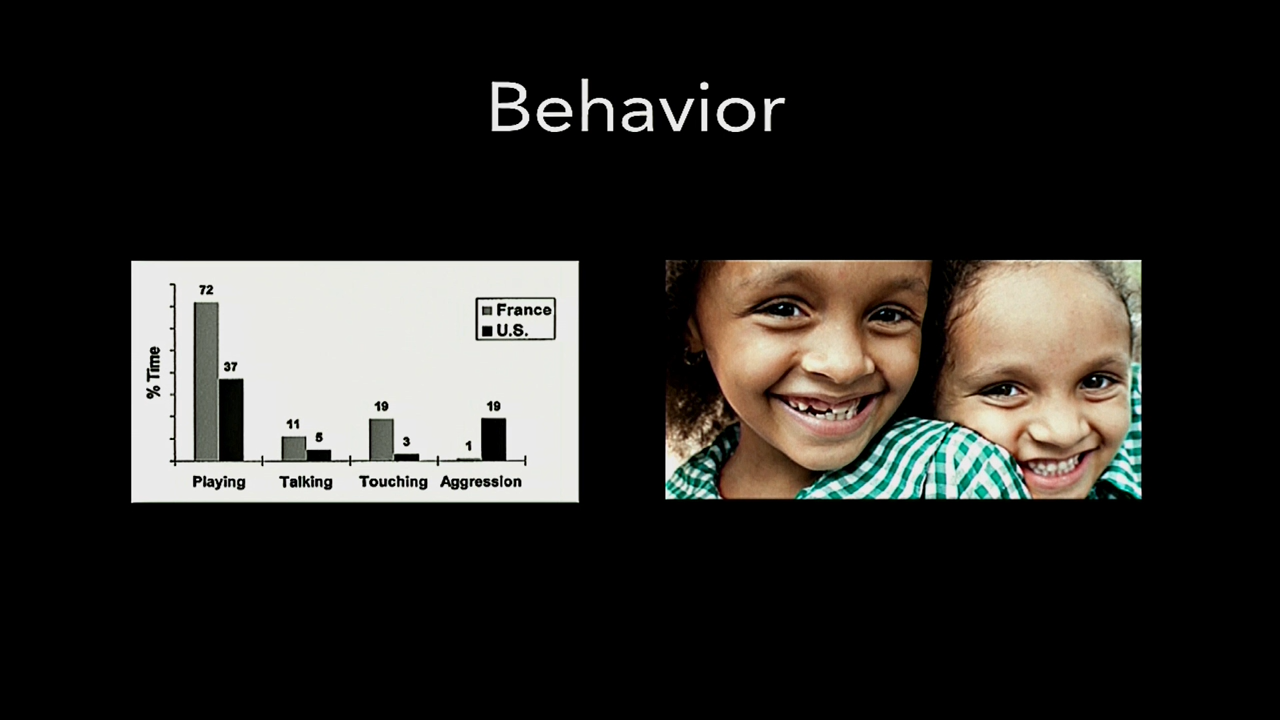 Behavior
72
37
11
5
19
3
1
19
% Time
France
U.S.
Playing Talking Touching Aggression